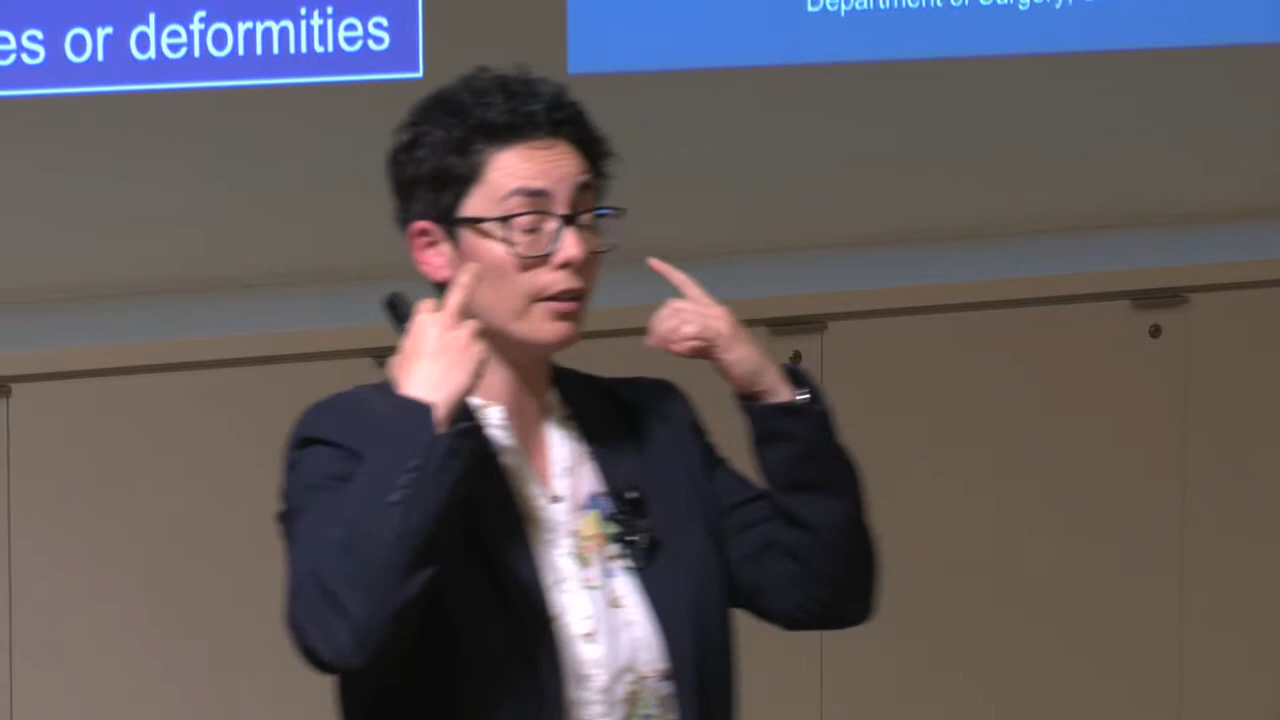 es or deformities
Department of Surgery,